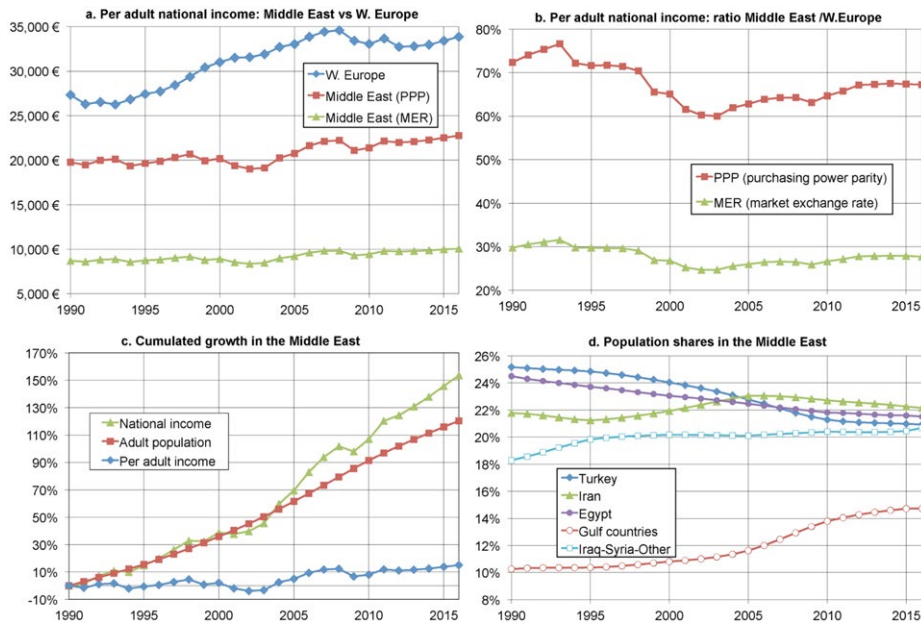 a. Per adult national income: Middle East vs W. Europe
35,000 €
30,000 €
25,000 €
20,000 €
15,000 €
10,000 €
5,000 €
W. Europe
Middle East (PPP)
Middle East (MER)
1990 1995 2000 2005 2010 2015
b. Per adult national income: ratio Middle East /W.Europe
80%
70%
60%
50%
40%
30%
20%
PPP (purchasing power parity)
MER (market exchange rate)
1990 1995 2000 2005 2010 2015
c. Cumulated growth in the Middle East
170%
150%
130%
110%
90%
70%
50%
30%
10%
-10%
National income
Adult population
Per adult income
1990 1995 2000 2005 2010 2015
d. Population shares in the Middle East
26%
24%
22%
20%
18%
16%
14%
12%
10%
8%
Turkey
Iran
Egypt
Gulf countries
Iraq-Syria-Other
1990 1995 2000 2005 2010 2015